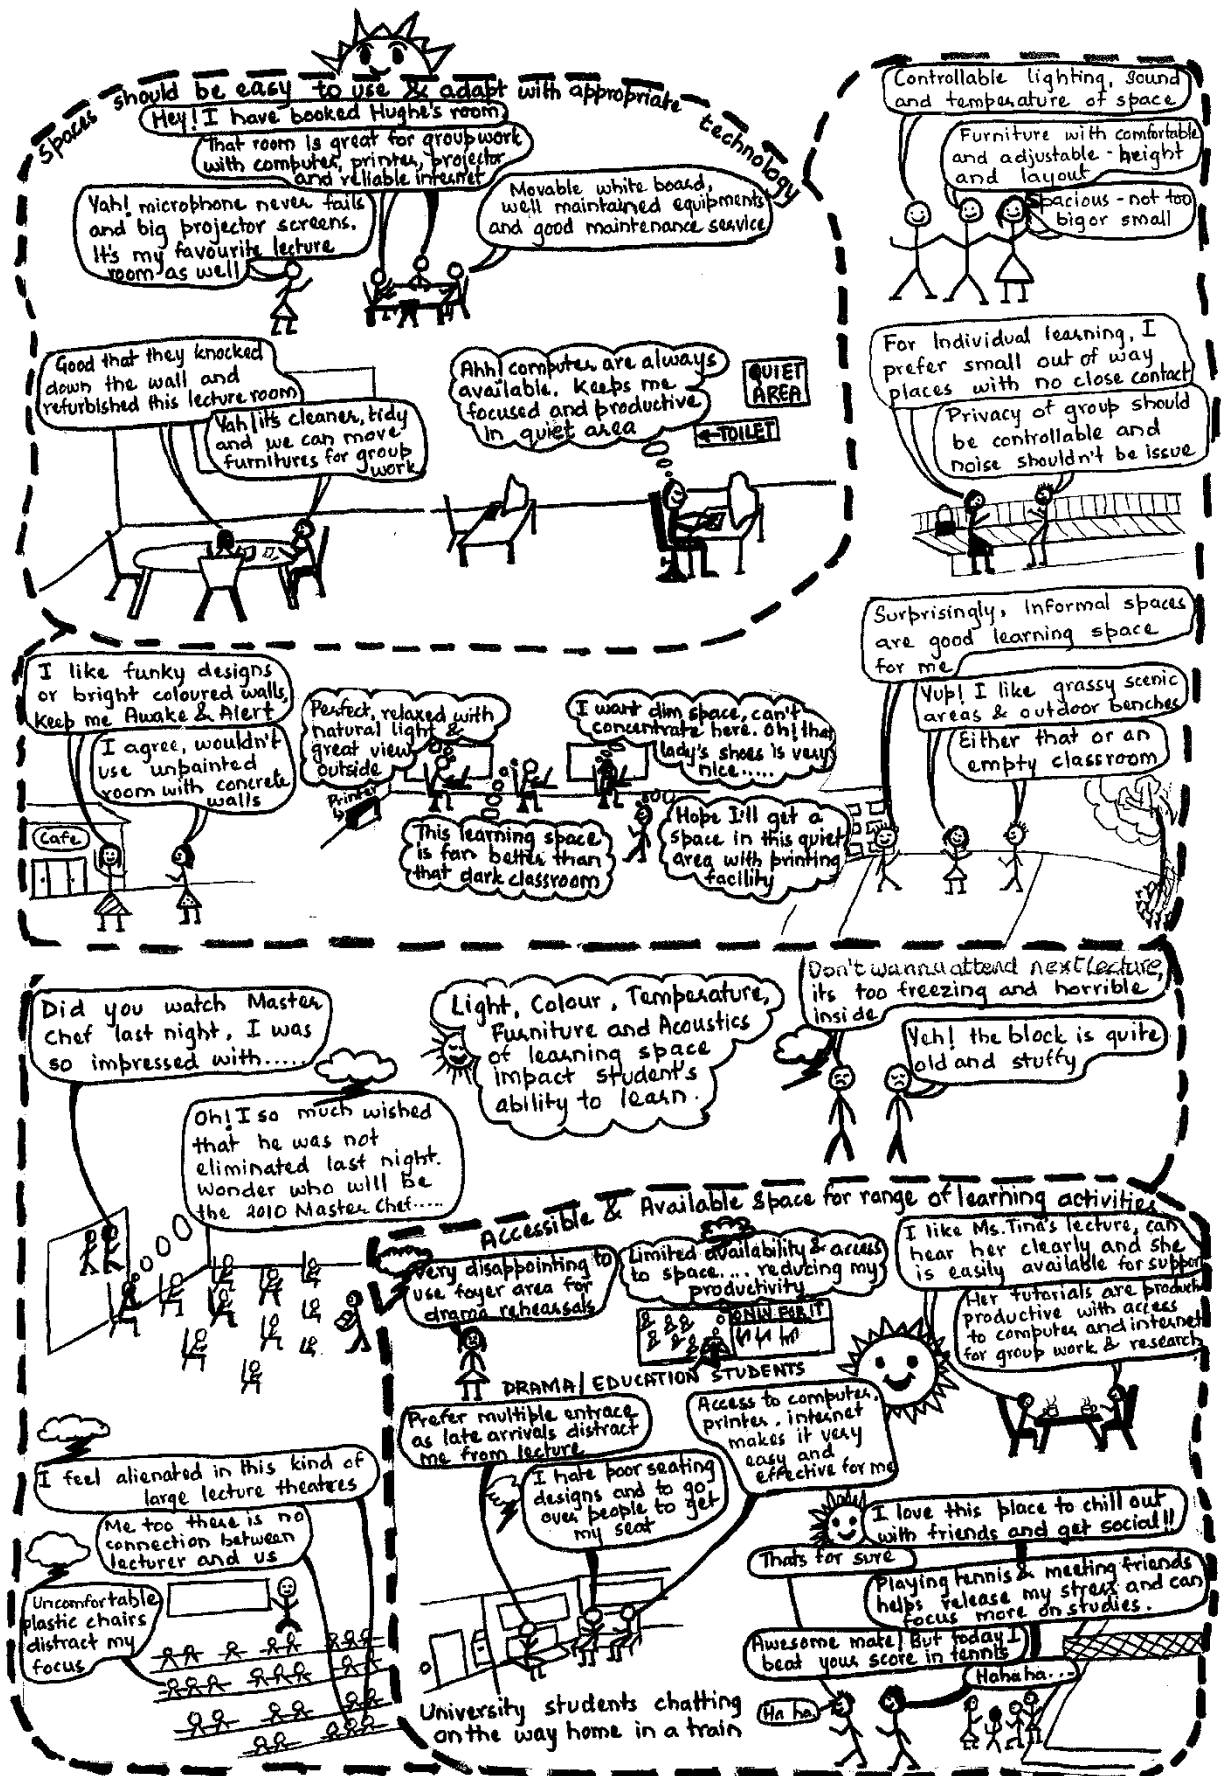 Spaces should be easy to use & adapt with appropriate technology
Hey! I have booked Hughe's room
That room is great for groupwork
with computer, printer, projector
and reliable internet
Yah! microphone never fails
and big projector screens.
It's my favourite lecture
room as well
Movable white board,
well maintained equipments
and good maintenance service
Good that they knocked
down the wall and
refurbished this lecture room
Yah! its cleaner, tidy
and we can move
furnitures for group
work
Ahh! computer are always
available. Keeps me
focused and productive
in quiet area
QUIET
AREA
←TOILET
Controllable lighting, sound
and temperature of space
Furniture with comfortable
and adjustable - height
and layout
Spacious - not too
big or small
For Individual learning, I
prefer small out of way
places with no close contact
Privacy of group should
be controllable and
noise shouldn't be issue
Surprisingly, Informal spaces
are good learning space
for me
Yup! I like grassy scenic
areas & outdoor benches
Either that or an
empty classroom
I like funky designs
or bright coloured walls,
keep me Awake & Alert
I agree, wouldn't
use unpainted
room with concrete
walls
Cafe
Perfect, relaxed with
natural light &
great view
outside
Printer
I want dim space, can't
concentrate here. Oh! that
lady's shoes is very
nice.....
This learning space
is far better than
that dark classroom
Hope I'll get a
space in this quiet
area with printing
facility
Did you watch Master
Chef last night, I was
so impressed with.....
Oh! I so much wished
that he was not
eliminated last night.
Wonder who will be
the 2010 Master Chef.....
Light, Colour, Temperature,
Furniture and Acoustics
of learning space
impact student's
ability to learn.
Don't wanna attend next lecture,
its too freezing and horrible
inside
Yeh! the block is quite
old and stuffy
Accessible & Available Space for range of learning activities
Very disappointing to
use foyer area for
drama rehearsals
Limited availability & access
to space.... reducing my
productivity
ONLY FOR IT
DRAMA/EDUCATION STUDENTS
I like Ms. Tina's lecture, can
hear her clearly and she
is easily available for support
Her tutorials are produch
productive with access
to computer and internet
for group work & research
Prefer multiple entrace
as late arrivals distract
me from lecture
I hate poor seating
designs and to go
over people to get
my seat
Access to computer,
printer, internet
makes it very
easy and
effective for me
I feel alienated in this kind of
large lecture theatres
Me too there is no
connection between
lecturer and us
Uncomfortable
plastic chairs
distract my
focus
University students chatting
on the way home in a train
I love this place to chill out
with friends and get social!!
Thats for sure
Playing tennis & meeting friends
helps release my stress and can
focus more on studies.
Awesome mate! But today I
beat your score in tennis
Hahaha...
Ha ha